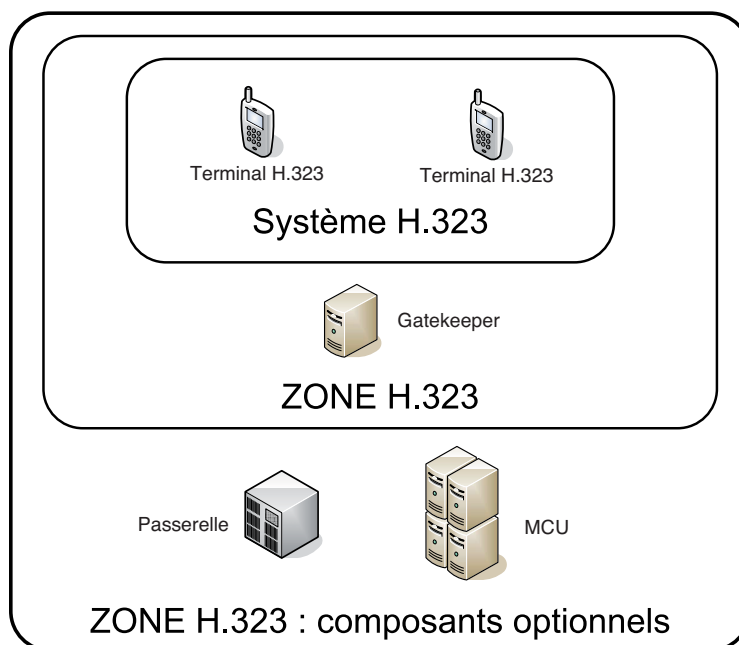 Terminal H.323
Terminal H.323
Système H.323
Gatekeeper
ZONE H.323
Passerelle
MCU
ZONE H.323 : composants optionnels